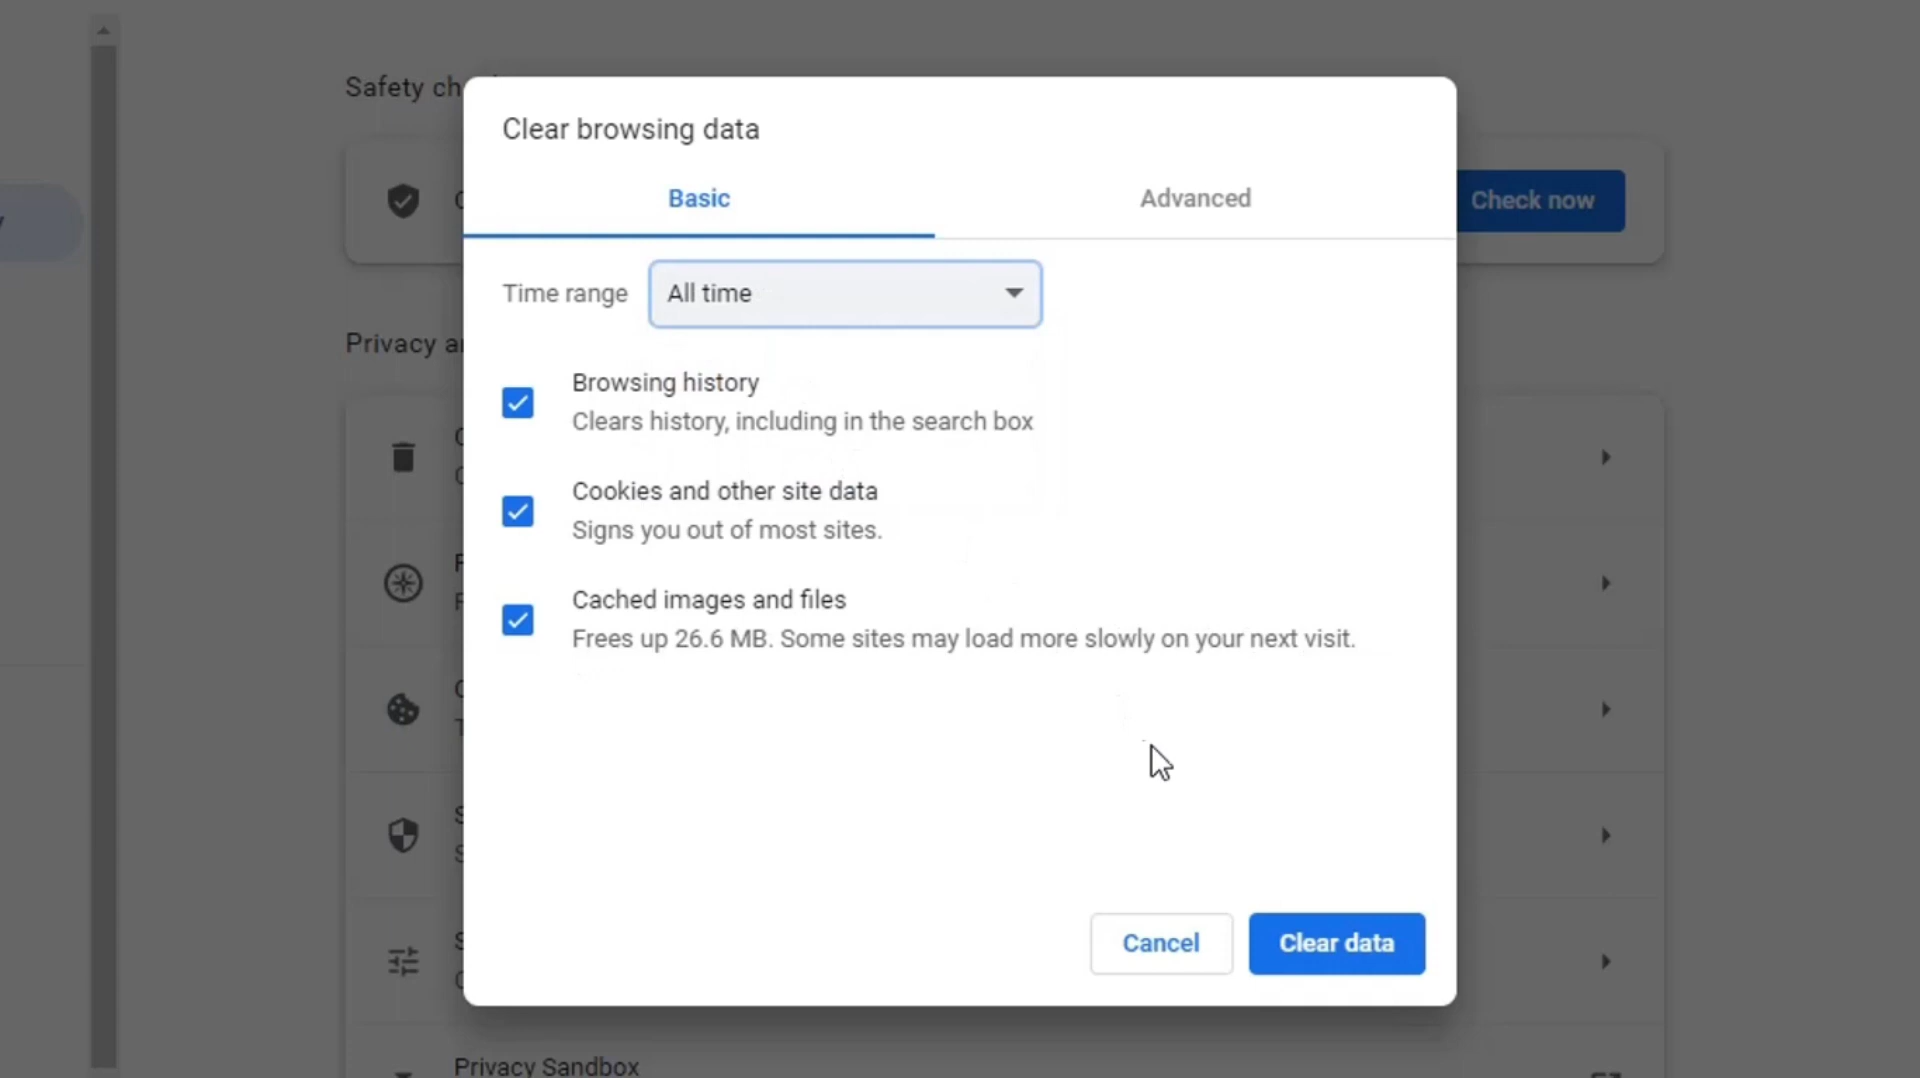 Safety
Clear browsing data
Basic
Advanced
Check now
Time range
All time
Privacy
Browsing history
Clears history, including in the search box
Cookies and other site data
Signs you out of most sites.
Cached images and files
Frees up 26.6 MB. Some sites may load more slowly on your next visit.
Cancel
Clear data
Privacy Sandbox